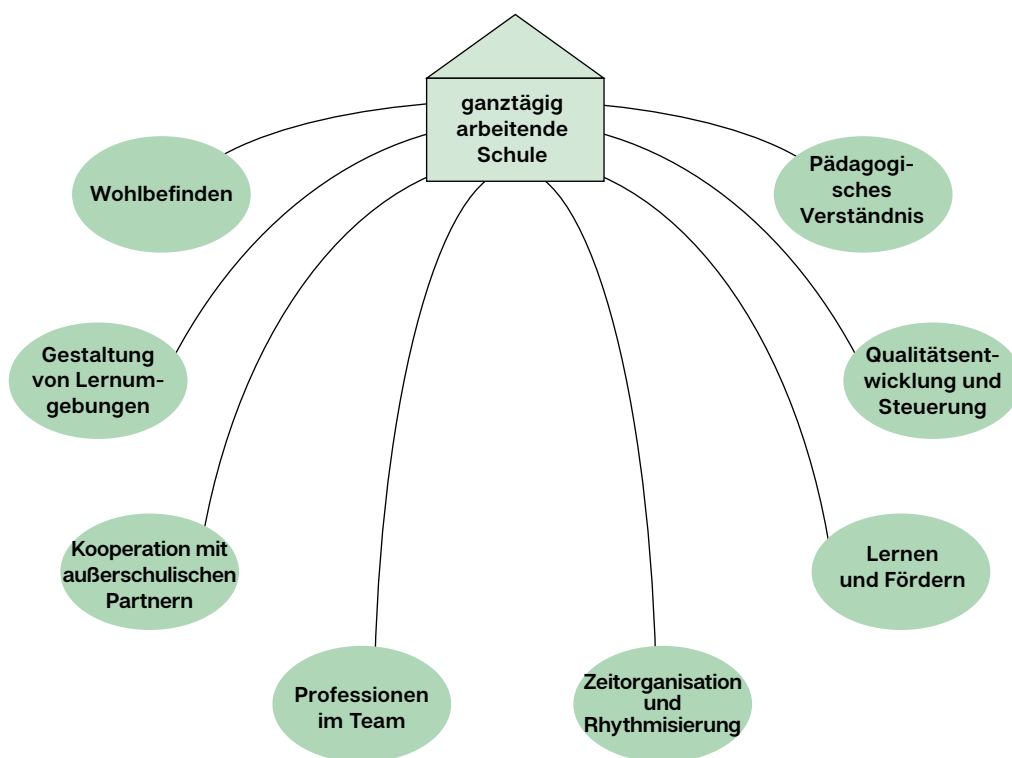 ganztägig
arbeitende
Schule
Wohlbefinden
Pädagogi-
sches
Verständnis
Gestaltung
von Lernum-
gebungen
Qualitätsent-
wicklung und
Steuerung
Kooperation mit
außerschulischen
Partnern
Lernen
und Fördern
Professionen
im Team
Zeitorganisation
und
Rhythmisierung